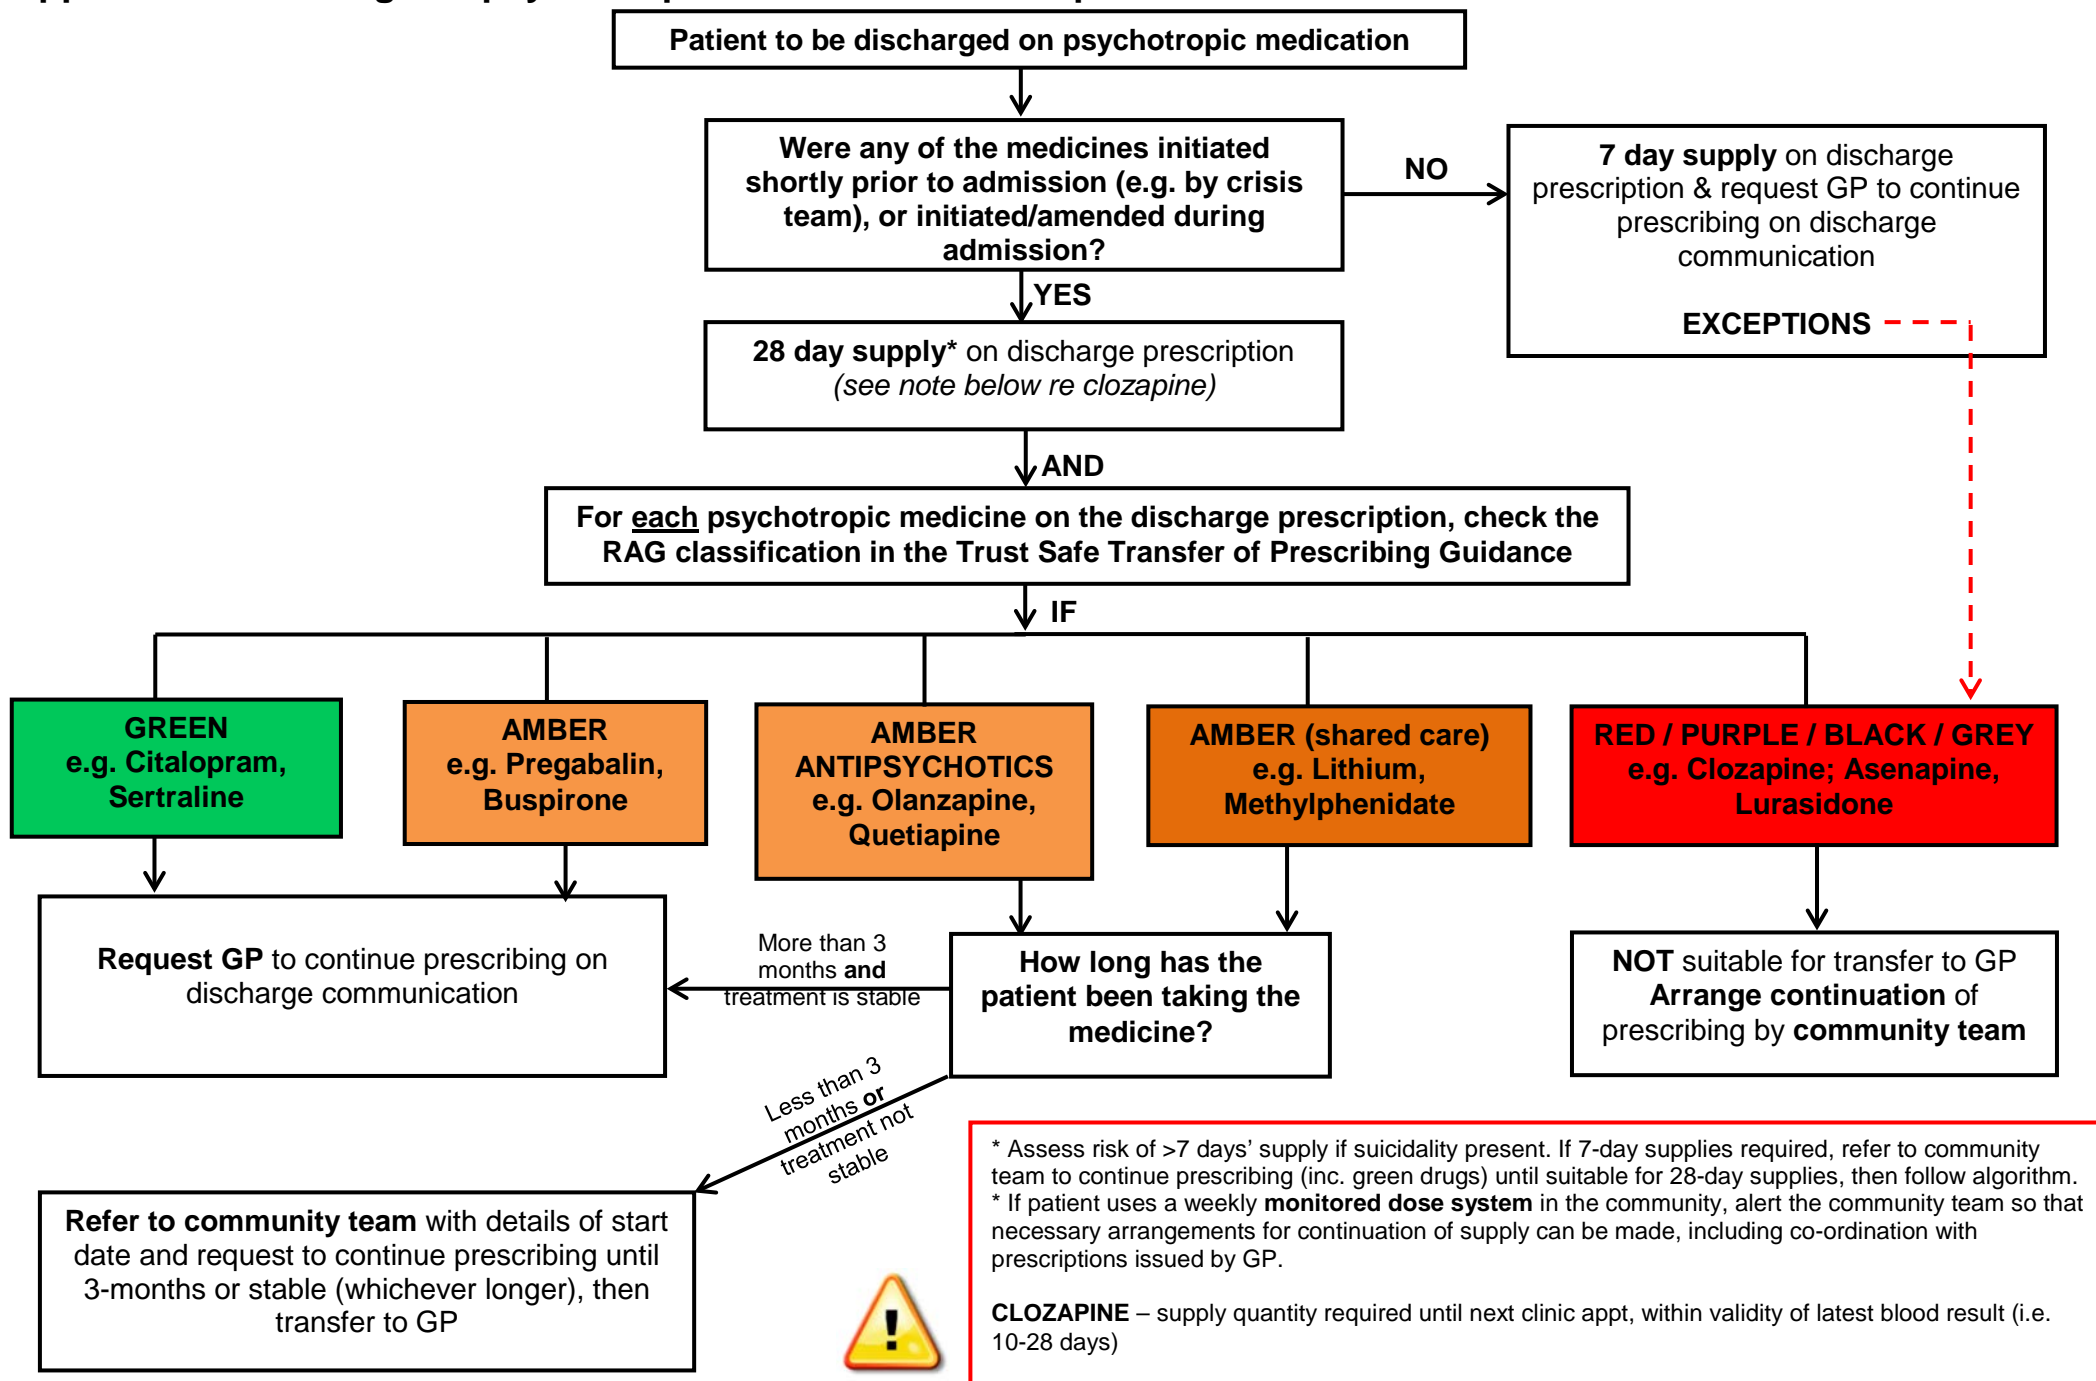 Patient to be discharged on psychotropic medication
Were any of the medicines initiated
shortly prior to admission (e.g. by crisis
team), or initiated/amended during
admission?
NO
7 day supply on discharge
prescription & request GP to continue
prescribing on discharge
communication
EXCEPTIONS
YES
28 day supply* on discharge prescription
(see note below re clozapine)
AND
For each psychotropic medicine on the discharge prescription, check the
RAG classification in the Trust Safe Transfer of Prescribing Guidance
IF
GREEN
e.g. Citalopram,
Sertraline
AMBER
e.g. Pregabalin,
Buspirone
AMBER
ANTIPSYCHOTICS
e.g. Olanzapine,
Quetiapine
AMBER (shared care)
e.g. Lithium,
Methylphenidate
RED / PURPLE / BLACK / GREY
e.g. Clozapine; Asenapine,
Lurasidone
Request GP to continue prescribing on
discharge communication
More than 3
months and
treatment is stable
How long has the
patient been taking the
medicine?
NOT suitable for transfer to GP
Arrange continuation of
prescribing by community team
Less than 3
months or
treatment not
stable
Refer to community team with details of start
date and request to continue prescribing until
3-months or stable (whichever longer), then
transfer to GP
* Assess risk of >7 days’ supply if suicidality present. If 7-day supplies required, refer to community
team to continue prescribing (inc. green drugs) until suitable for 28-day supplies, then follow algorithm.
* If patient uses a weekly monitored dose system in the community, alert the community team so that
necessary arrangements for continuation of supply can be made, including co-ordination with
prescriptions issued by GP.
CLOZAPINE – supply quantity required until next clinic appt, within validity of latest blood result (i.e.
10-28 days)